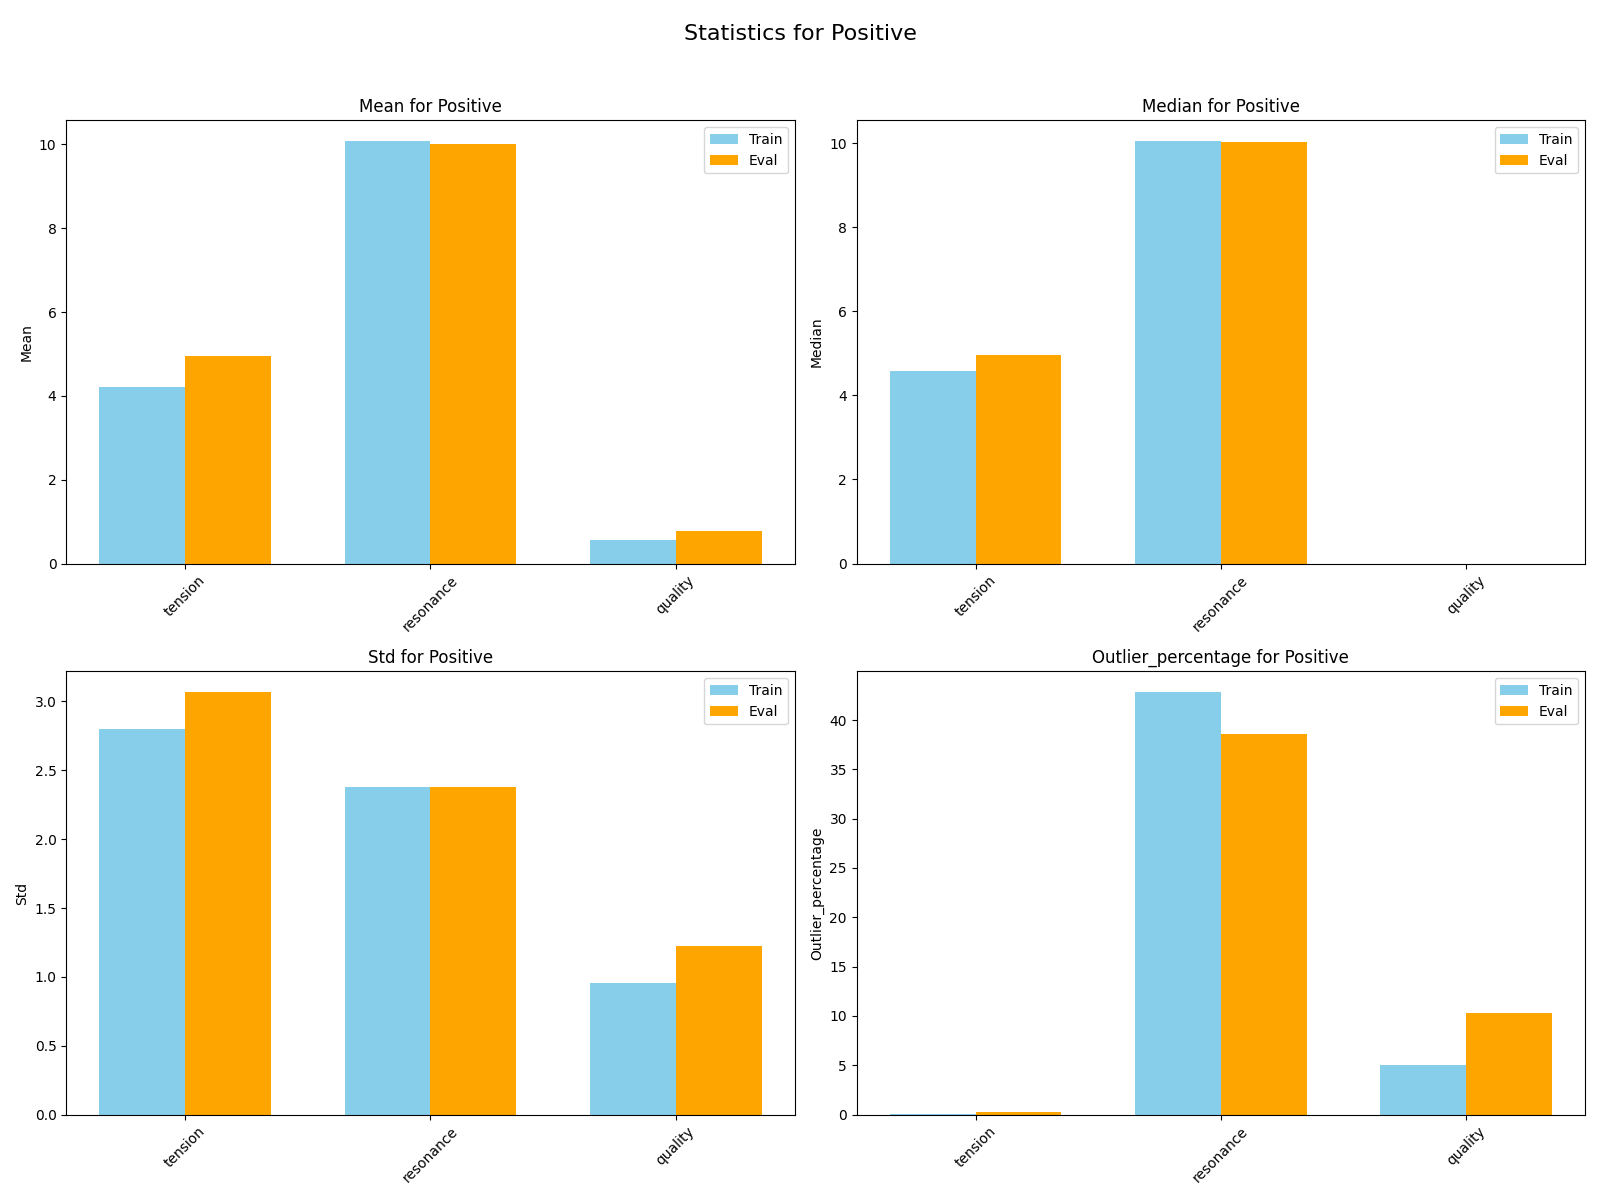 Statistics for Positive
Mean for Positive
Train
Eval
Mean
10
8
6
4
2
0
tension
resonance
quality
Median for Positive
Train
Eval
Median
10
8
6
4
2
0
tension
resonance
quality
Std for Positive
Train
Eval
Std
3.0
2.5
2.0
1.5
1.0
0.5
0.0
tension
resonance
quality
Outlier_percentage for Positive
Train
Eval
Outlier_percentage
40
35
30
25
20
15
10
5
0
tension
resonance
quality